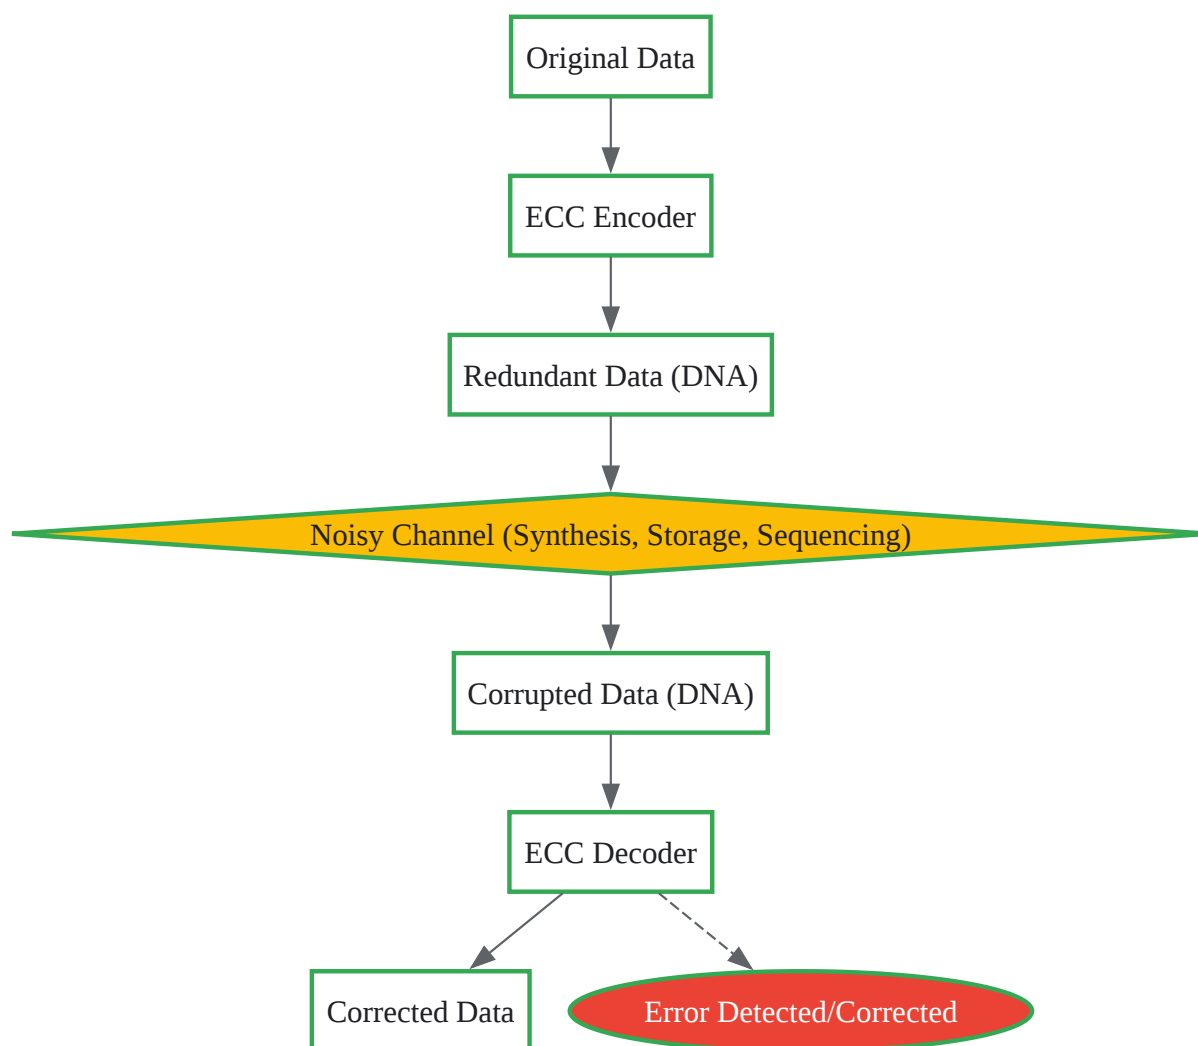 Original Data
ECC Encoder
Redundant Data (DNA)
Noisy Channel (Synthesis, Storage, Sequencing)
Corrupted Data (DNA)
ECC Decoder
Corrected Data
Error Detected/Corrected